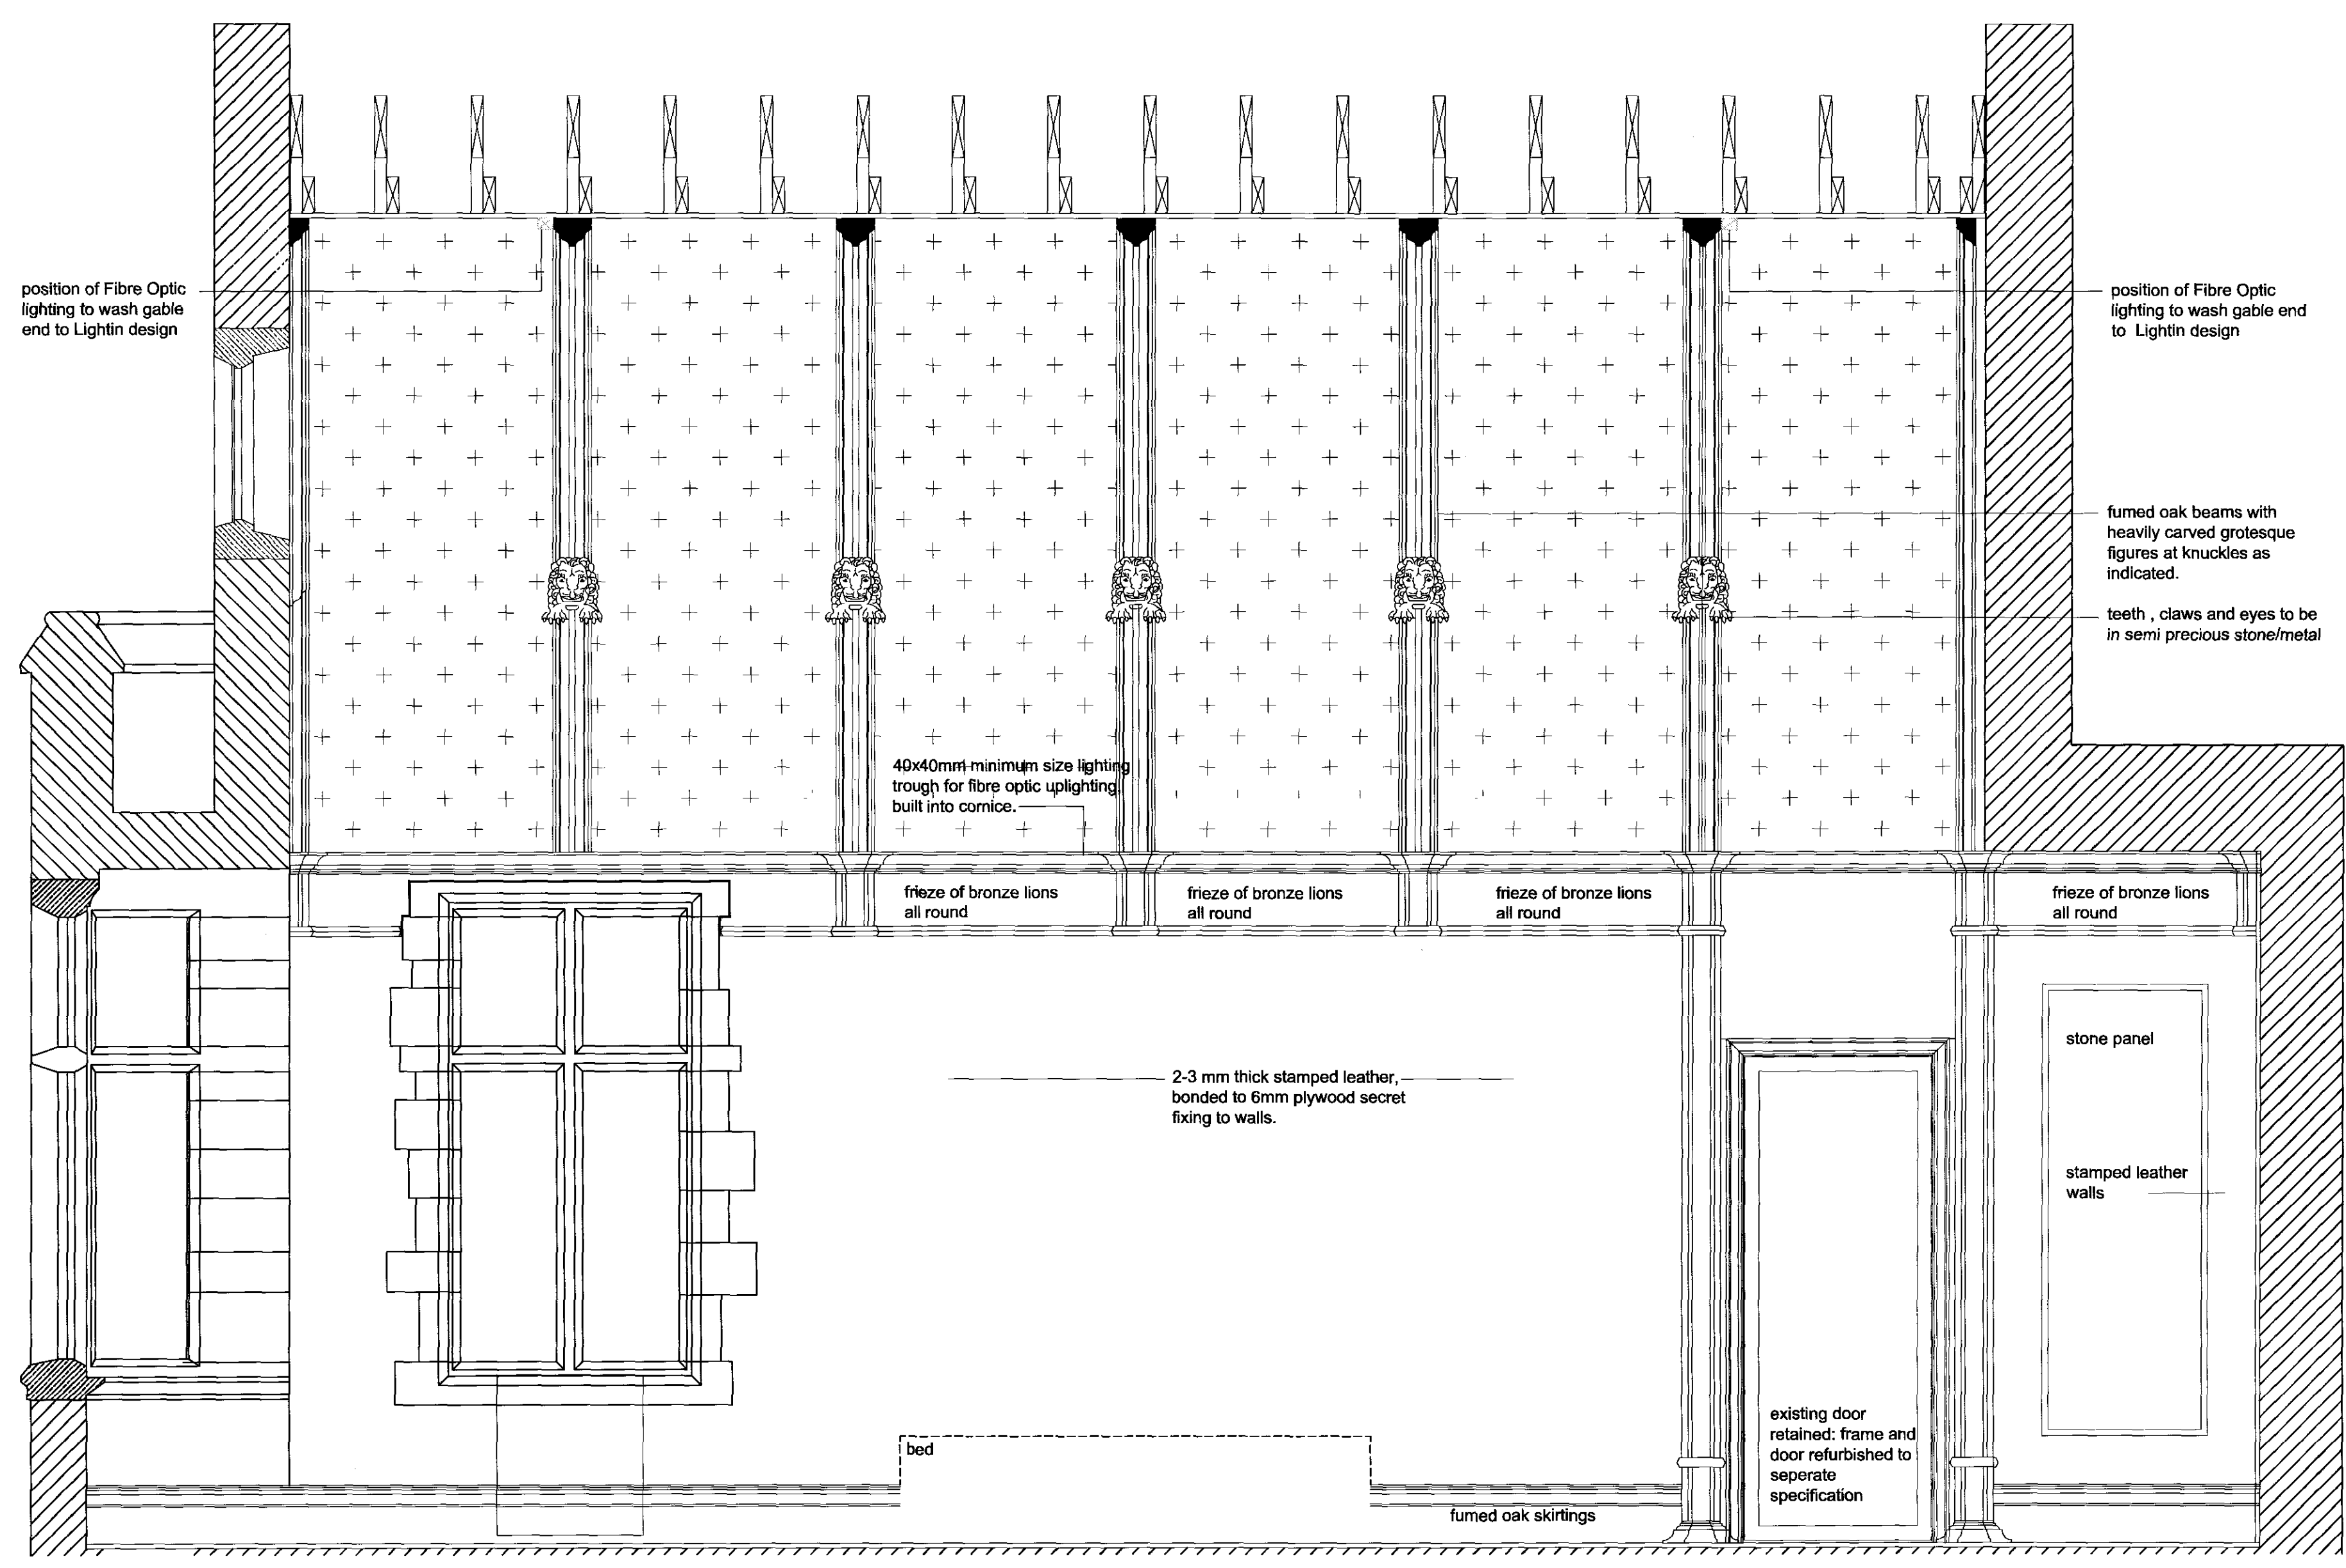 position of Fibre Optic
lighting to wash gable
end to Lightin design
position of Fibre Optic
lighting to wash gable end
to Lightin design
fumed oak beams with
heavily carved grotesque
figures at knuckles as
indicated.
teeth , claws and eyes to be
in semi precious stone/metal
40x40mm minimum size lighting
trough for fibre optic uplighting
built into cornice.
frieze of bronze lions
all round
frieze of bronze lions
all round
frieze of bronze lions
all round
frieze of bronze lions
all round
stone panel
2-3 mm thick stamped leather,
bonded to 6mm plywood secret
fixing to walls.
stamped leather
walls
existing door
retained: frame and
door refurbished to
seperate
specification
bed
fumed oak skirtings